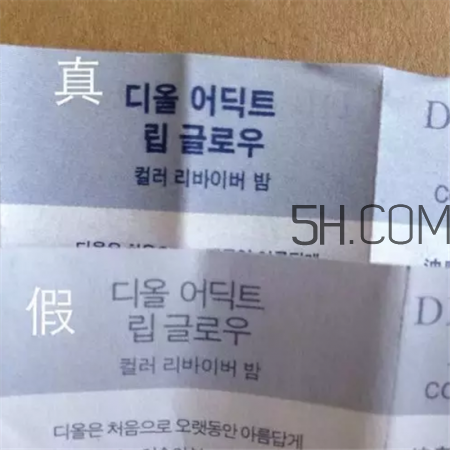 真
디올 어딕트
립 글로우
컬러 리바이버 밤
D
5H.COM
假
디올 어딕트
립 글로우
컬러 리바이버 밤
D
디올은 처음으로 오랫동안 아름답게